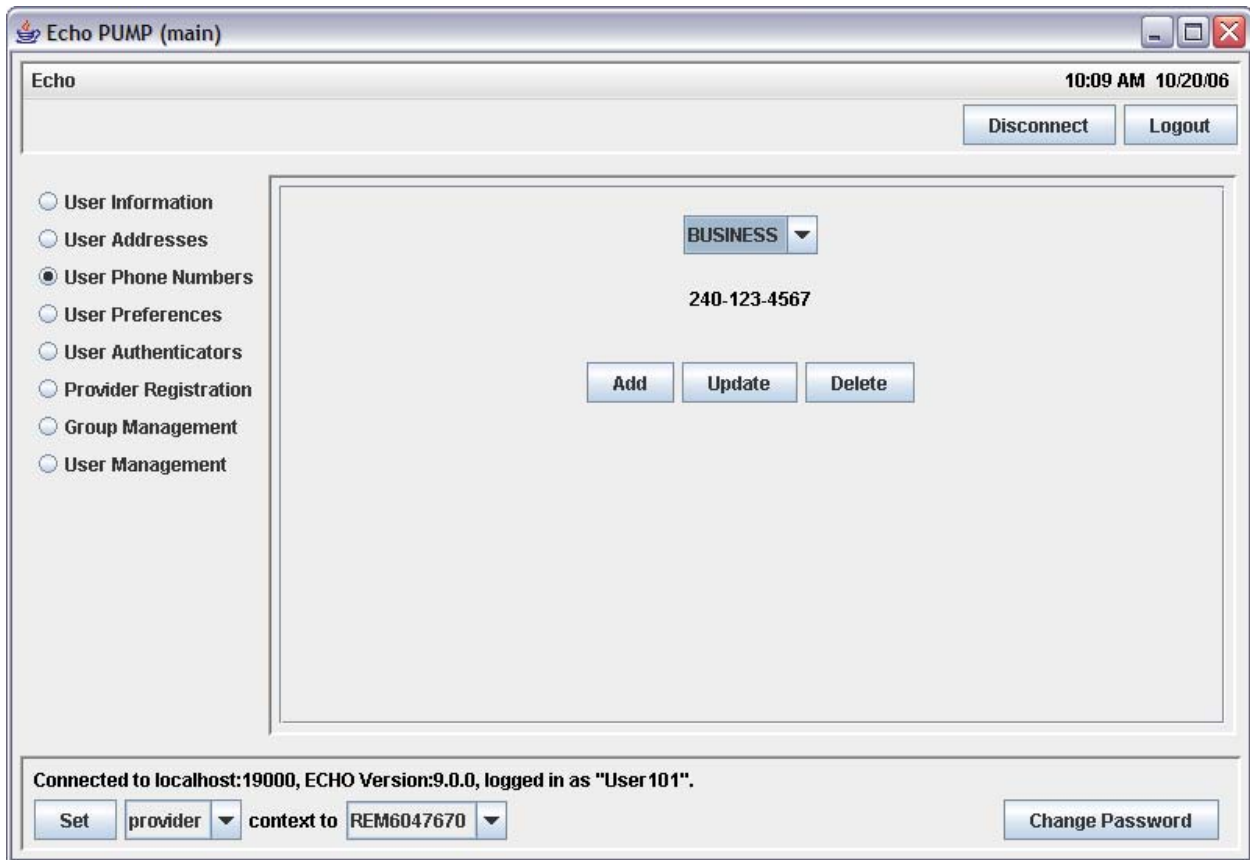 Echo PUMP (main)
Echo
10:09 AM 10/20/06
Disconnect
Logout
User Information
User Addresses
User Phone Numbers
User Preferences
User Authenticators
Provider Registration
Group Management
User Management
BUSINESS
240-123-4567
Add
Update
Delete
Connected to localhost:19000, ECHO Version:9.0.0, logged in as "User101".
Set
provider
context to
REM6047670
Change Password